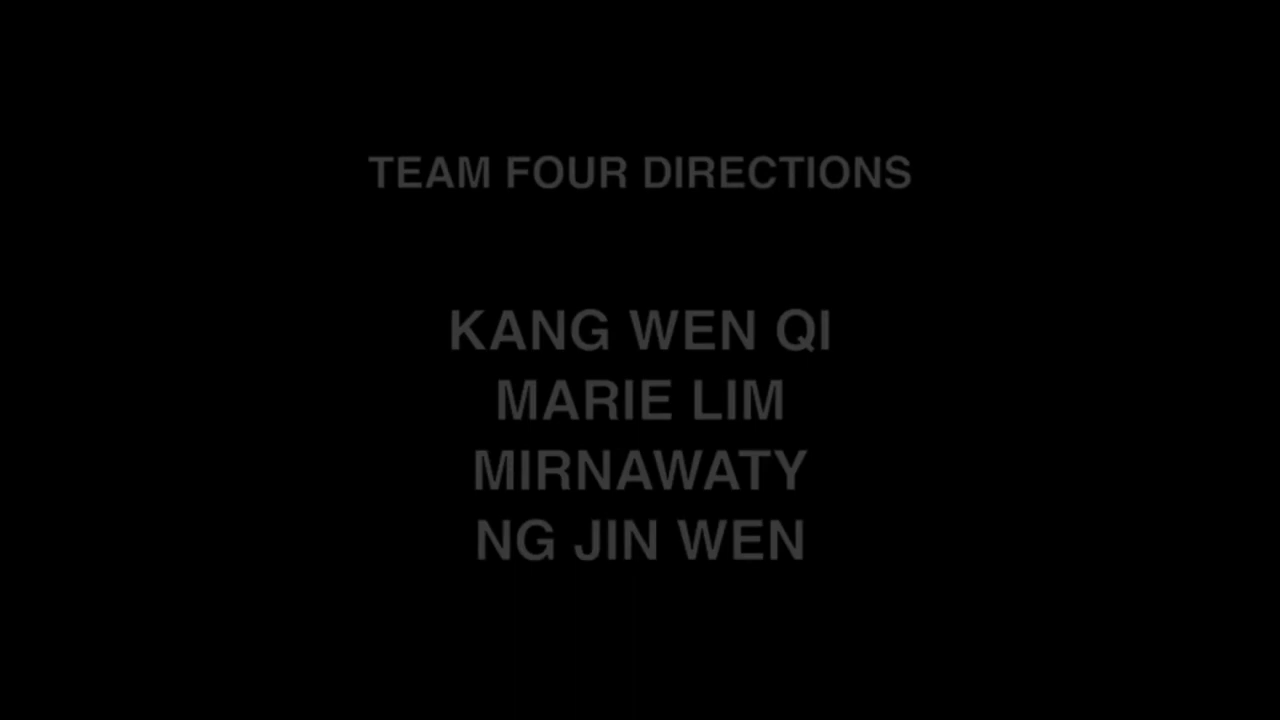 TEAM FOUR DIRECTIONS
KANG WEN QI
MARIE LIM
MIRNAWATY
NG JIN WEN